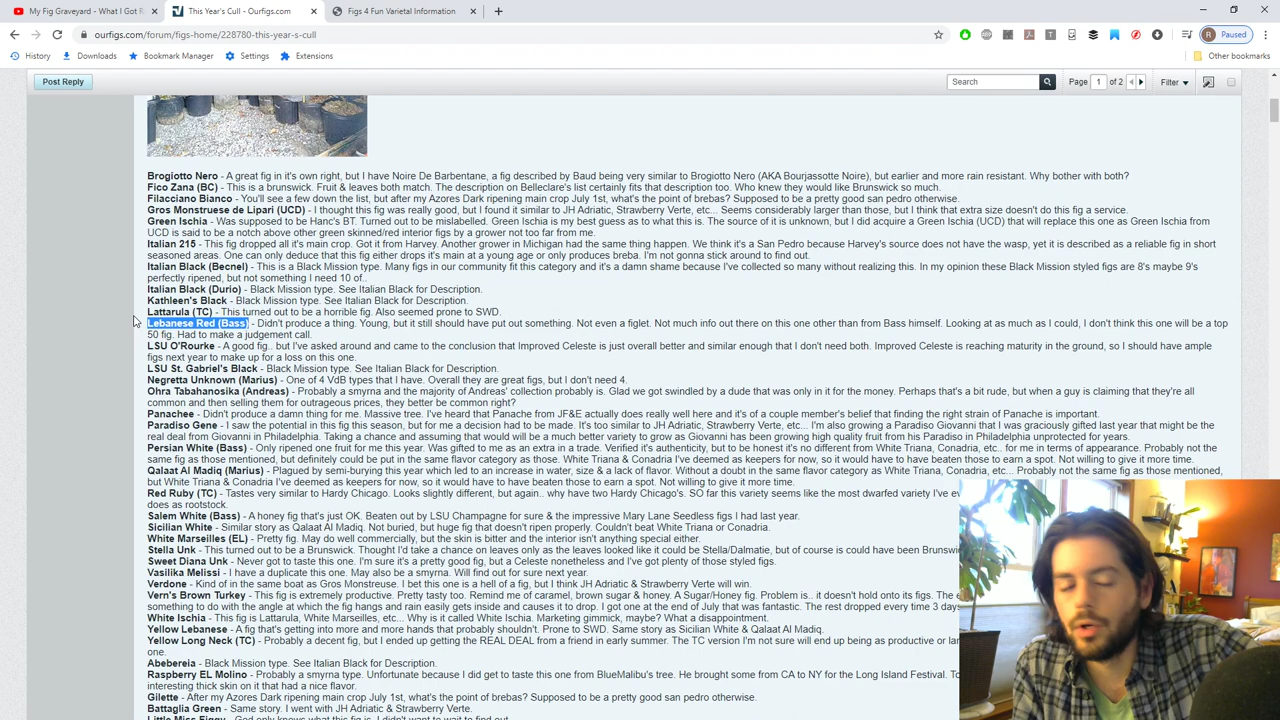 My Fig Graveyard - What I Got R
This Year's Cull - Ourfigs.com
Figs 4 Fun Varietal Information
ourfigs.com/forum/figs-home/228780-this-year-s-cull
R Paused
History Downloads Bookmark Manager Settings Extensions Other bookmarks
Post Reply Search Page 1 of 2 Filter
Brogiotto Nero - A great fig in it's own right, but I have Noire De Barbentane, a fig described by Baud being very similar to Brogiotto Nero (AKA Bourjassotte Noire), but earlier and more rain resistant. Why bother with both?
Fico Zana (BC) - This is a brunswick. Fruit & leaves both match. The description on Belleclare's list certainly fits that description too. Who knew they would like Brunswick so much.
Filacciano Bianco - You'll see a few down the list, but after my Azores Dark ripening main crop July 1st, what's the point of brebas? Supposed to be a pretty good san pedro otherwise.
Gros Monstruese de Lipari (UCD) - I thought this fig was really good, but I found it similar to JH Adriatic, Strawberry Verte, etc... Seems considerably larger than those, but I think that extra size doesn't do this fig a service.
Green Ischia - Was supposed to be Hanc's BT. Turned out to be mislabelled. Green Ischia is my best guess as to what this is. The source of it is unknown, but I did acquire a Green Ischia (UCD) that will replace this one as Green Ischia from
UCD is said to be a notch above other green skinned/red interior figs by a grower not too far from me.
Italian 215 - This fig dropped all it's main crop. Got it from Harvey. Another grower in Michigan had the same thing happen. We think it's a San Pedro because Harvey's source does not have the wasp, yet it is described as a reliable fig in short
seasoned areas. One can only deduce that this fig either drops it's main at a young age or only produces breba. I'm not gonna stick around to find out.
Italian Black (Becnel) - This is a Black Mission type. Many figs in our community fit this category and it's a damn shame because I've collected so many without realizing this. In my opinion these Black Mission styled figs are 8's maybe 9's
perfectly ripened, but not something I need 10 of.
Italian Black (Durio) - Black Mission type. See Italian Black for Description.
Kathleen's Black - Black Mission type. See Italian Black for Description.
Lattarula (TC) - This turned out to be a horrible fig. Also seemed prone to SWD.
Lebanese Red (Bass) - Didn't produce a thing. Young, but it still should have put out something. Not even a figlet. Not much info out there on this one other than from Bass himself. Looking at as much as I could, I don't think this one will be a top
50 fig. Had to make a judgement call.
LSU O'Rourke - A good fig.. but I've asked around and came to the conclusion that Improved Celeste is just overall better and similar enough that I don't need both. Improved Celeste is reaching maturity in the ground, so I should have ample
figs next year to make up for a loss on this one.
LSU St. Gabriel's Black - Black Mission type. See Italian Black for Description.
Negretta Unknown (Marius) - One of 4 VdB types that I have. Overall they are great figs, but I don't need 4.
Ohra Tabahanosika (Andreas) - Probably a smyrna and the majority of Andreas' collection probably is. Glad we got swindled by a dude that was only in it for the money. Perhaps that's a bit rude, but when a guy is claiming that they're all
common and then selling them for outrageous prices, they better be common right?
Panachee - Didn't produce a damn thing for me. Massive tree. I've heard that Panache from JF&E actually does really well here and it's of a couple member's belief that finding the right strain of Panache is important.
Paradiso Gene - I saw the potential in this fig this season, but for me a decision had to be made. It's too similar to JH Adriatic, Strawberry Verte, etc... I'm also growing a Paradiso Giovanni that I was graciously gifted last year that might be the
real deal from Giovanni in Philadelphia. Taking a chance and assuming that would will be a much better variety to grow as Giovanni has been growing high quality fruit from his Paradiso in Philadelphia unprotected for years.
Persian White (Bass) - Only ripened one fruit for me this year. Was gifted to me as an extra in a trade. Verified it's authenticity, but to be honest it's no different from White Triana, Conadria, etc.. for me in terms of appearance. Probably not the
same fig as those mentioned, but definitely could be put in the same flavor category as those. White Triana & Conadria I've deemed as keepers for now, so it would have to have beaten those to earn a spot. Not willing to give it more time.
Qalaat Al Madiq (Marius) - Plagued by semi-burying this year which led to an increase in water, size & a lack of flavor. Without a doubt in the same flavor category as White Triana, Conadria, etc... Probably not the same fig as those mentioned,
but White Triana & Conadria I've deemed as keepers for now, so it would have to have beaten those to earn a spot. Not willing to give it more time.
Red Ruby (TC) - Tastes very similar to Hardy Chicago. Looks slightly different, but again.. why have two Hardy Chicago's. SO far this variety seems like the most dwarfed variety I've
does as rootstock.
Salem White (Bass) - A honey fig that's just OK. Beaten out by LSU Champagne for sure & the impressive Mary Lane Seedless figs I had last year.
Sicilian White - Similar story as Qalaat Al Madiq. Not buried, but huge fig that doesn't ripen properly. Couldn't beat White Triana or Conadria.
White Marseilles (EL) - Pretty fig. May do well commercially, but the skin is bitter and the interior isn't anything special either.
Stella Unk - This turned out to be a Brunswick. Thought I'd take a chance on leaves only as the leaves looked like it could be Stella/Dalmatie, but of course is could have been
Sweet Diana Unk - Never got to taste this one. I'm sure it's a pretty good fig, but a Celeste nonetheless and I've got plenty of those styled figs.
Vasilika Melissi - I have a duplicate this one. May also be a smyrna. Will find out for sure next year.
Verdone - Kind of in the same boat as Gros Monstreuse. I bet this one is a hell of a fig, but I think JH Adriatic & Strawberry Verte will win.
Vern's Brown Turkey - This fig is extremely productive. Pretty tasty too. Remind me of caramel, brown sugar & honey. A Sugar/Honey fig. Problem is.. it doesn't hold onto its figs. The
something to do with the angle at which the fig hangs and rain easily gets inside and causes it to drop. I got one at the end of July that was fantastic. The rest dropped every time 3 days
White Ischia - This fig is Lattarula, White Marseilles, etc... Why is it called White Ischia. Marketing gimmick, maybe? What a disappointment.
Yellow Lebanese - A fig that's getting into more and more hands that probably shouldn't. Prone to SWD. Same story as Sicilian White & Qalaat Al Madiq.
Yellow Long Neck (TC) - Probably a decent fig, but I ended up getting the REAL DEAL from a friend in early summer. The TC version I'm not sure will end up being as productive or
one.
Abebereia - Black Mission type. See Italian Black for Description.
Raspberry EL Molino - Probably a smyrna type. Unfortunate because I did get to taste this one from BlueMalibu's tree. He brought some from CA to NY for the Long Island Festival.
interesting thick skin on it that had a nice flavor.
Gilette - After my Azores Dark ripening main crop July 1st, what's the point of brebas? Supposed to be a pretty good san pedro otherwise.
Battaglia Green - Same story. I went with JH Adriatic & Strawberry Verte.
Little Miss Figgy - God only knows what this fig is. I didn't want to wait to find out.